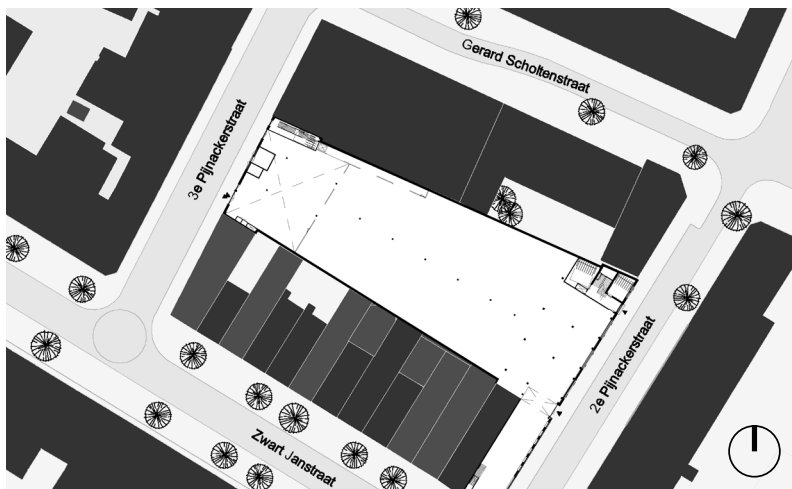 Gerard Scholtenstraat
3e Pijnackerstraat
2e Pijnackerstraat
Zwart Janstraat